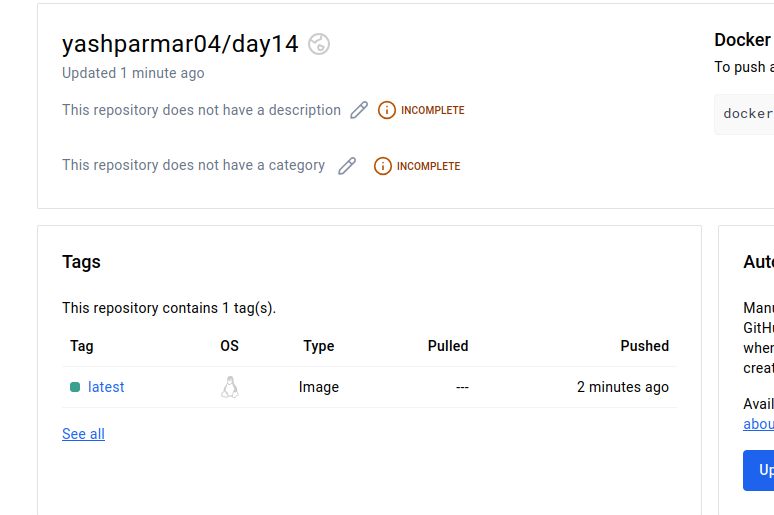 yashparmar04/day14
Updated 1 minute ago
This repository does not have a description INCOMPLETE
This repository does not have a category INCOMPLETE
Docker
To push a
docker
Tags
This repository contains 1 tag(s).
Tag OS Type Pulled Pushed
latest Image --- 2 minutes ago
See all
Auto
Manu
GitHu
when
creat
Avail
abou
Up